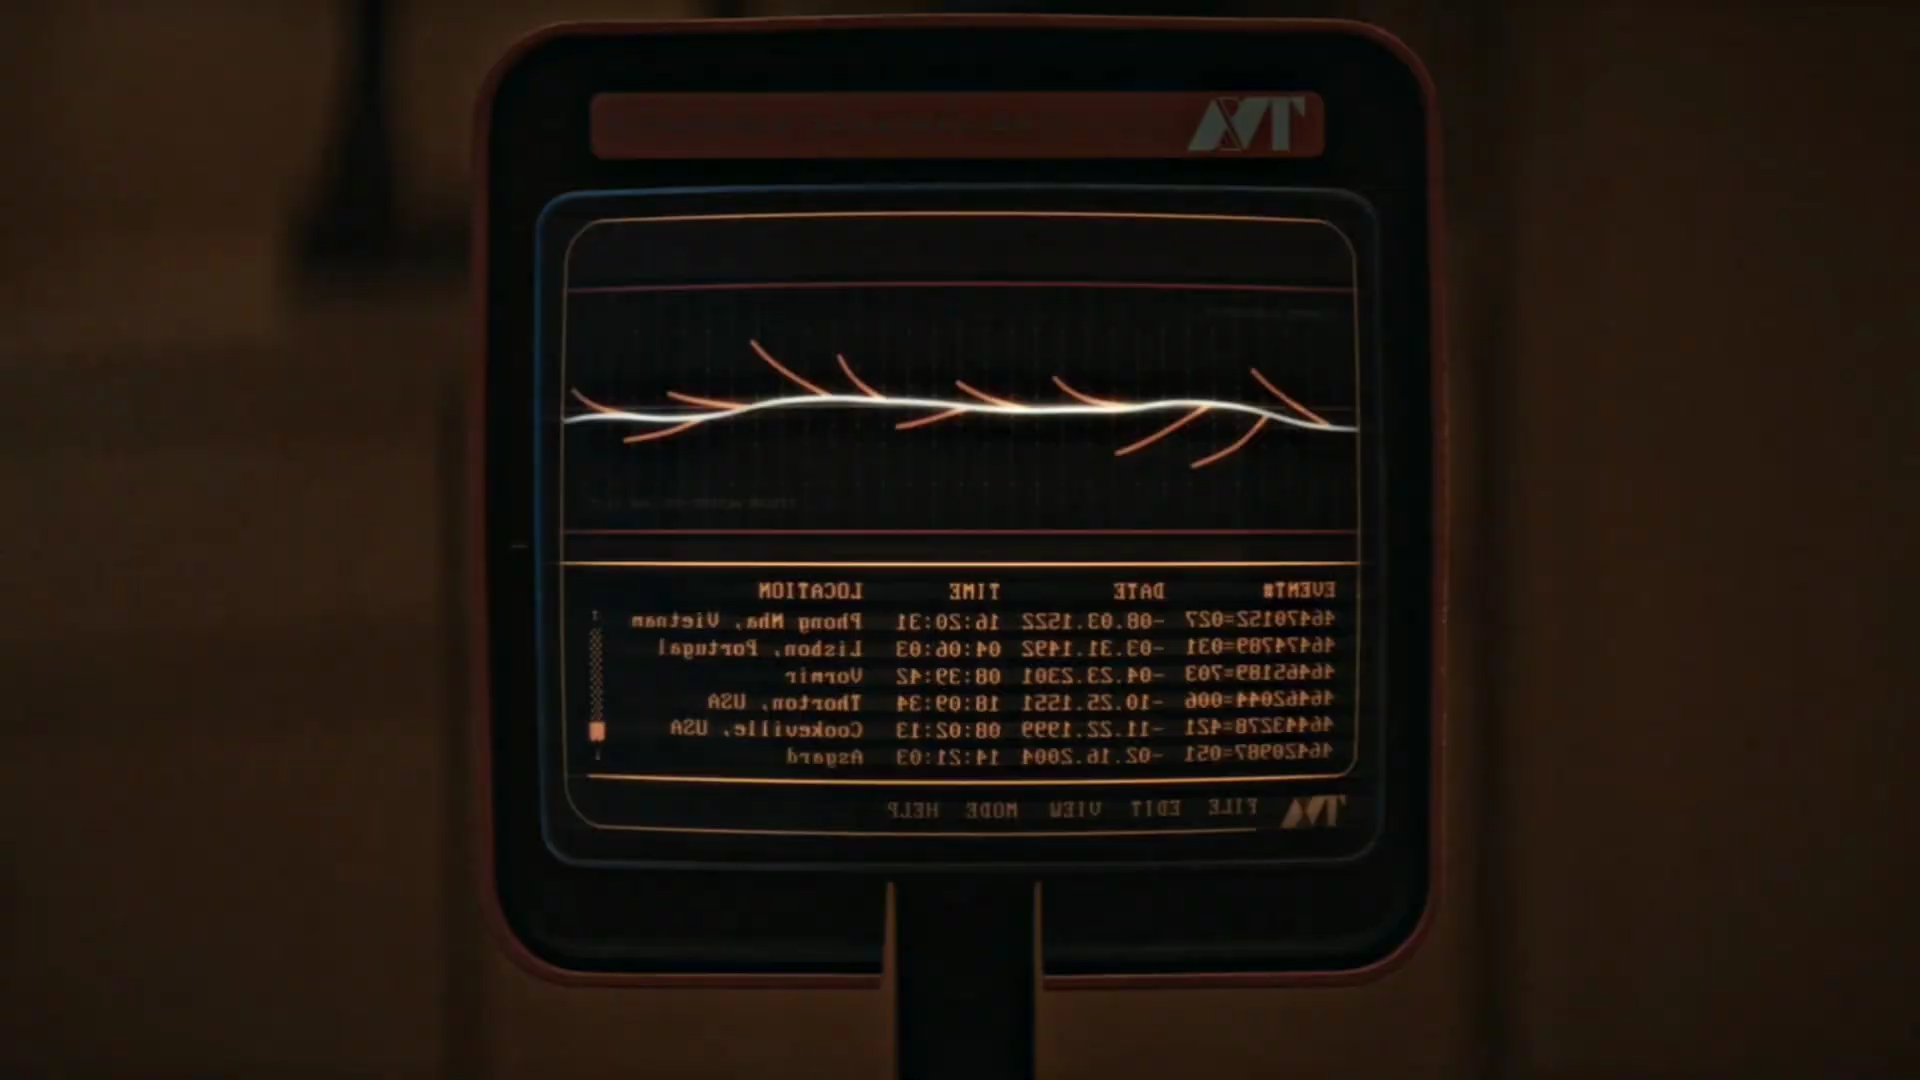 TVA
EVENT# DATE TIME LOCATION
46470152=027 -08.03.1522 16:20:31 Phong Nha, Vietnam
46474789=031 -03.31.1492 04:06:03 Lisbon, Portugal
46465189=703 -04.23.2301 08:39:42 Vormir
46462044=006 -10.25.1551 18:09:34 Thornton, USA
46443278=421 -11.22.1999 08:02:13 Cookeville, USA
46420987=051 -02.16.2004 14:21:03 Asgard
TVA FILE EDIT VIEW MODE HELP